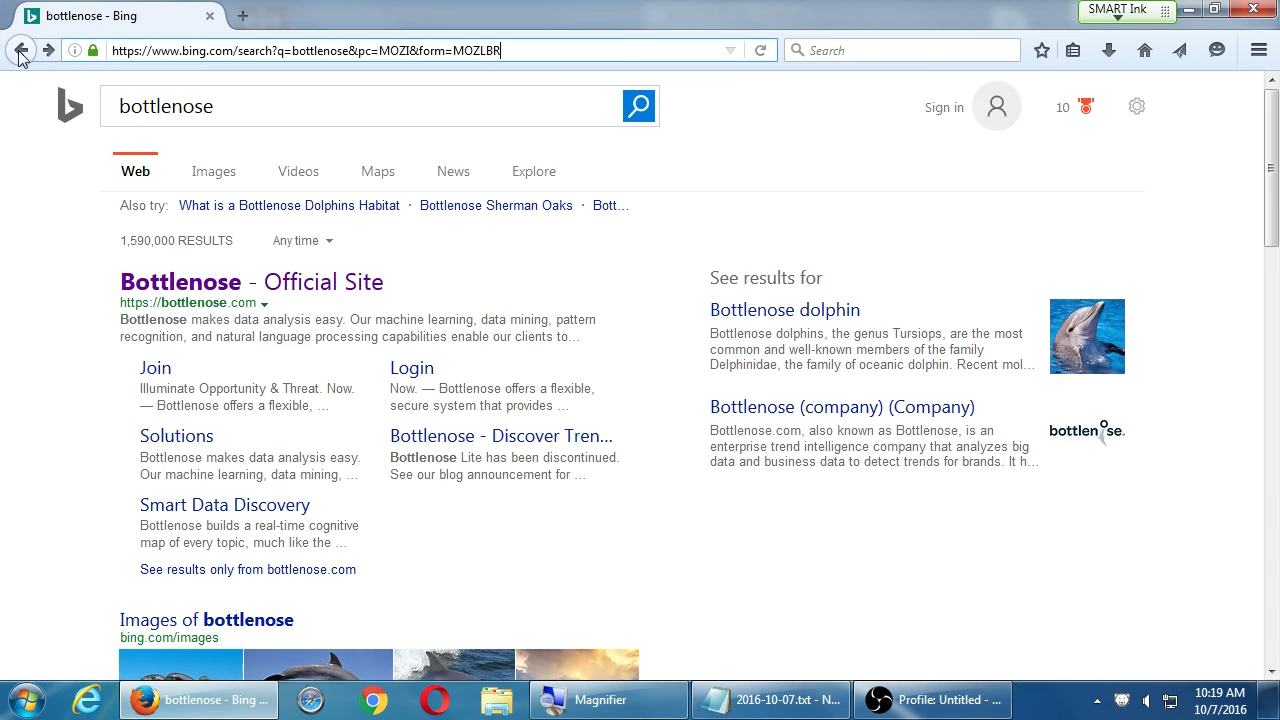 bottlenose - Bing
SMART Ink
https://www.bing.com/search?q=bottlenose&pc=MOZI&form=MOZLBR
Search
bottlenose
Sign in
10
Web Images Videos Maps News Explore
Also try: What is a Bottlenose Dolphins Habitat · Bottlenose Sherman Oaks · Bott...
1,590,000 RESULTS Any time
Bottlenose - Official Site
https://bottlenose.com
Bottlenose makes data analysis easy. Our machine learning, data mining, pattern
recognition, and natural language processing capabilities enable our clients to...
Join
Illuminate Opportunity & Threat. Now.
— Bottlenose offers a flexible, ...
Login
Now. — Bottlenose offers a flexible,
secure system that provides ...
Solutions
Bottlenose makes data analysis easy.
Our machine learning, data mining, ...
Bottlenose - Discover Tren...
Bottlenose Lite has been discontinued.
See our blog announcement for ...
Smart Data Discovery
Bottlenose builds a real-time cognitive
map of every topic, much like the ...
See results only from bottlenose.com
Images of bottlenose
bing.com/images
See results for
Bottlenose dolphin
Bottlenose dolphins, the genus Tursiops, are the most
common and well-known members of the family
Delphinidae, the family of oceanic dolphin. Recent mol...
Bottlenose (company) (Company)
Bottlenose.com, also known as Bottlenose, is an
enterprise trend intelligence company that analyzes big
data and business data to detect trends for brands. It h...
bottlenose.
bottlenose - Bing ...
Magnifier
2016-10-07.txt - N...
Profile: Untitled - ...
10:19 AM
10/7/2016